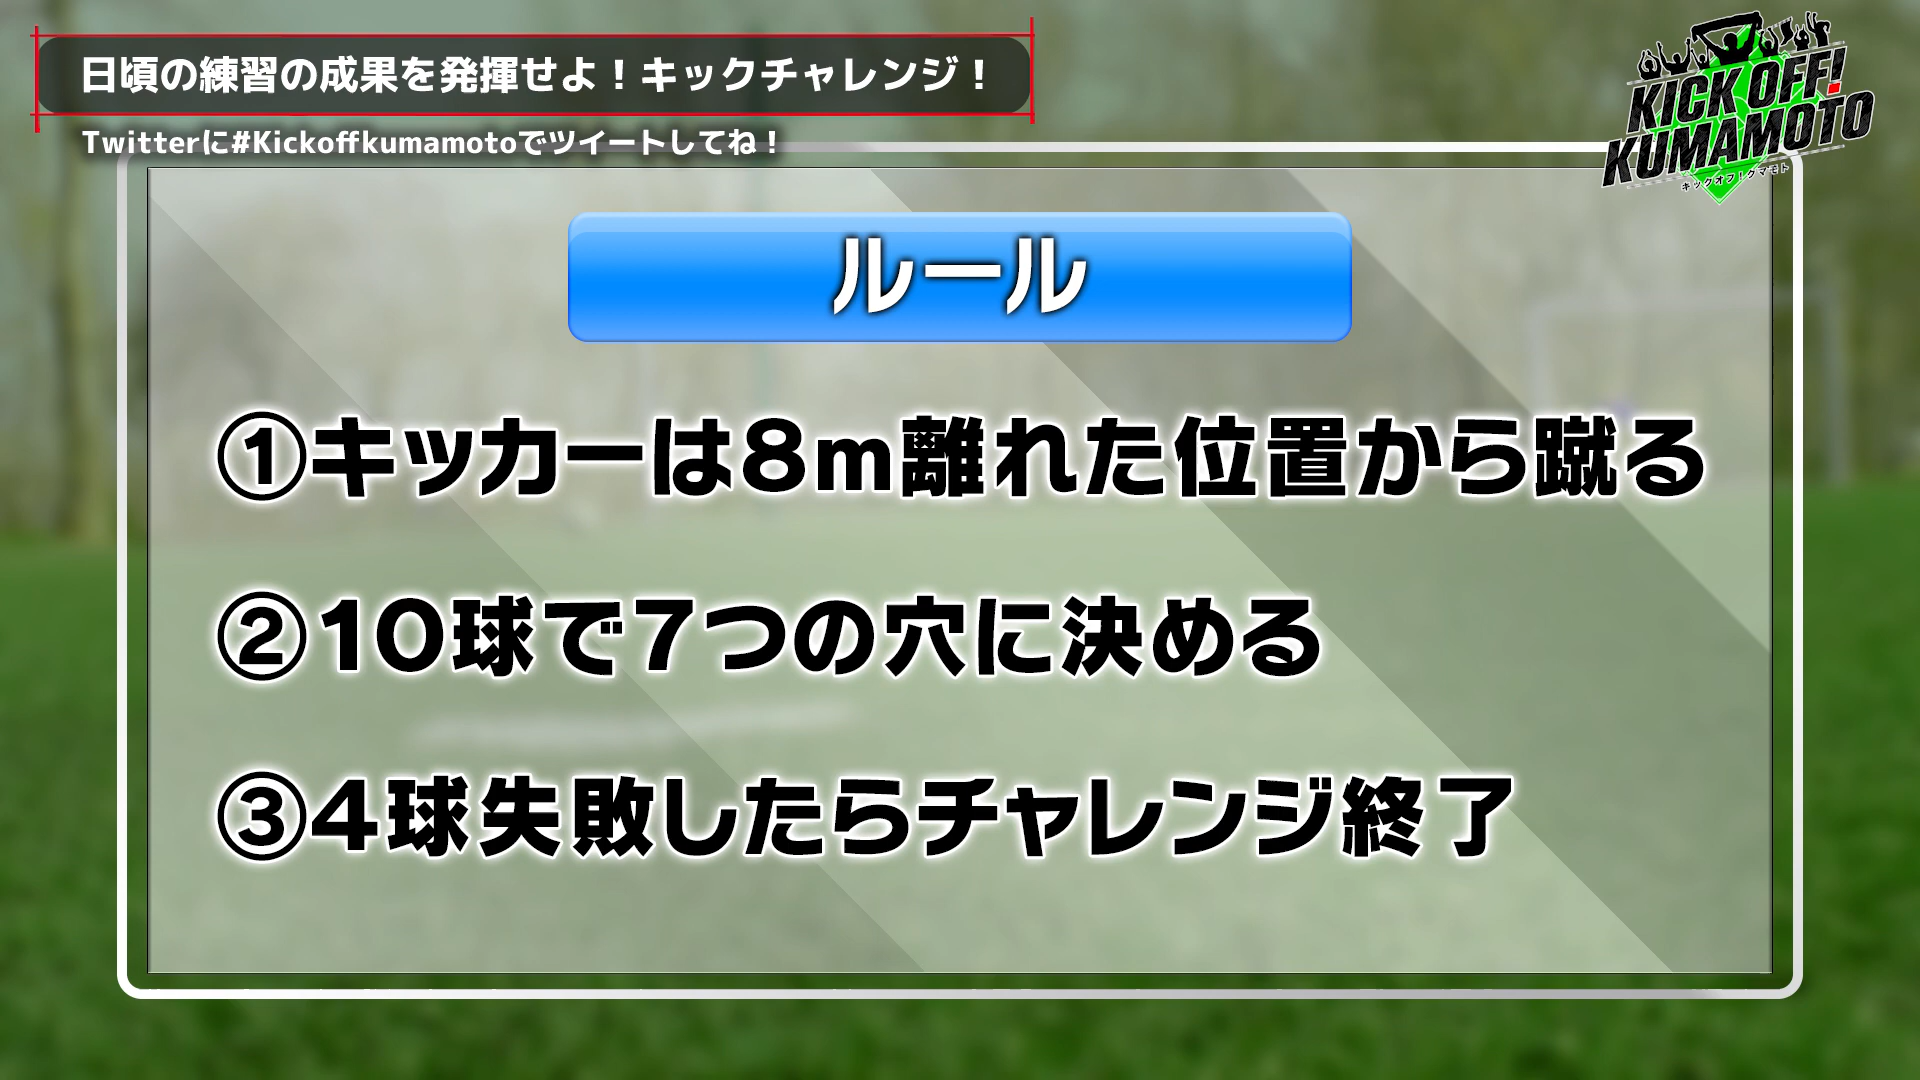 日頃の練習の成果を発揮せよ！キックチャレンジ！
Twitterに#Kickoffkumamotoでツイートしてね！
KICK OFF!
KUMAMOTO
キックオフ！クマモト
ルール
①キッカーは8m離れた位置から蹴る
②10球で7つの穴に決める
③4球失敗したらチャレンジ終了